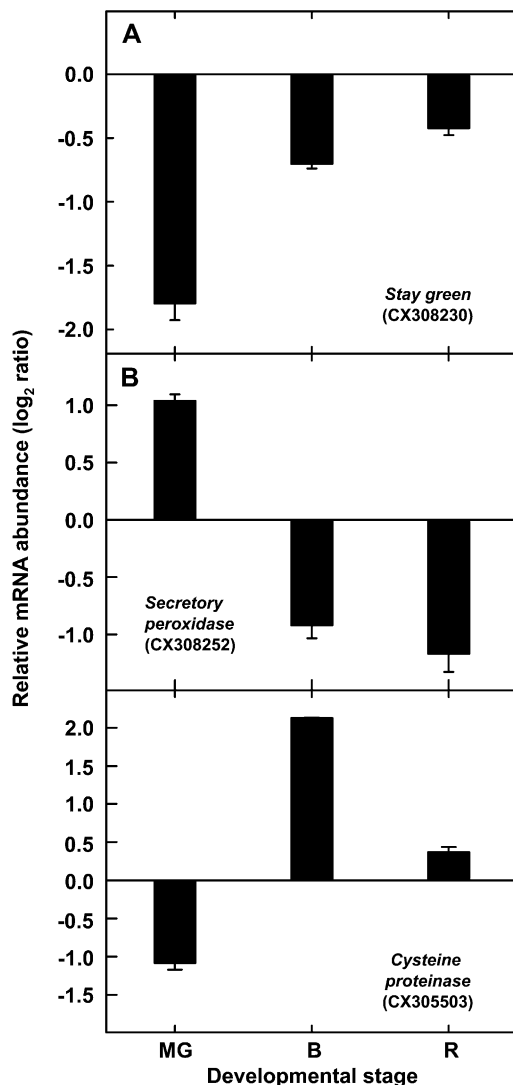 A
0.0
-0.5
-1.0
-1.5
-2.0
Stay green
(CX308230)
B
1.0
0.5
0.0
-0.5
-1.0
Secretory
peroxidase
(CX308252)
Relative mRNA abundance (log₂ ratio)
2.0
1.5
1.0
0.5
0.0
-0.5
-1.0
-1.5
Cysteine
proteinase
(CX305503)
MG B R
Developmental stage